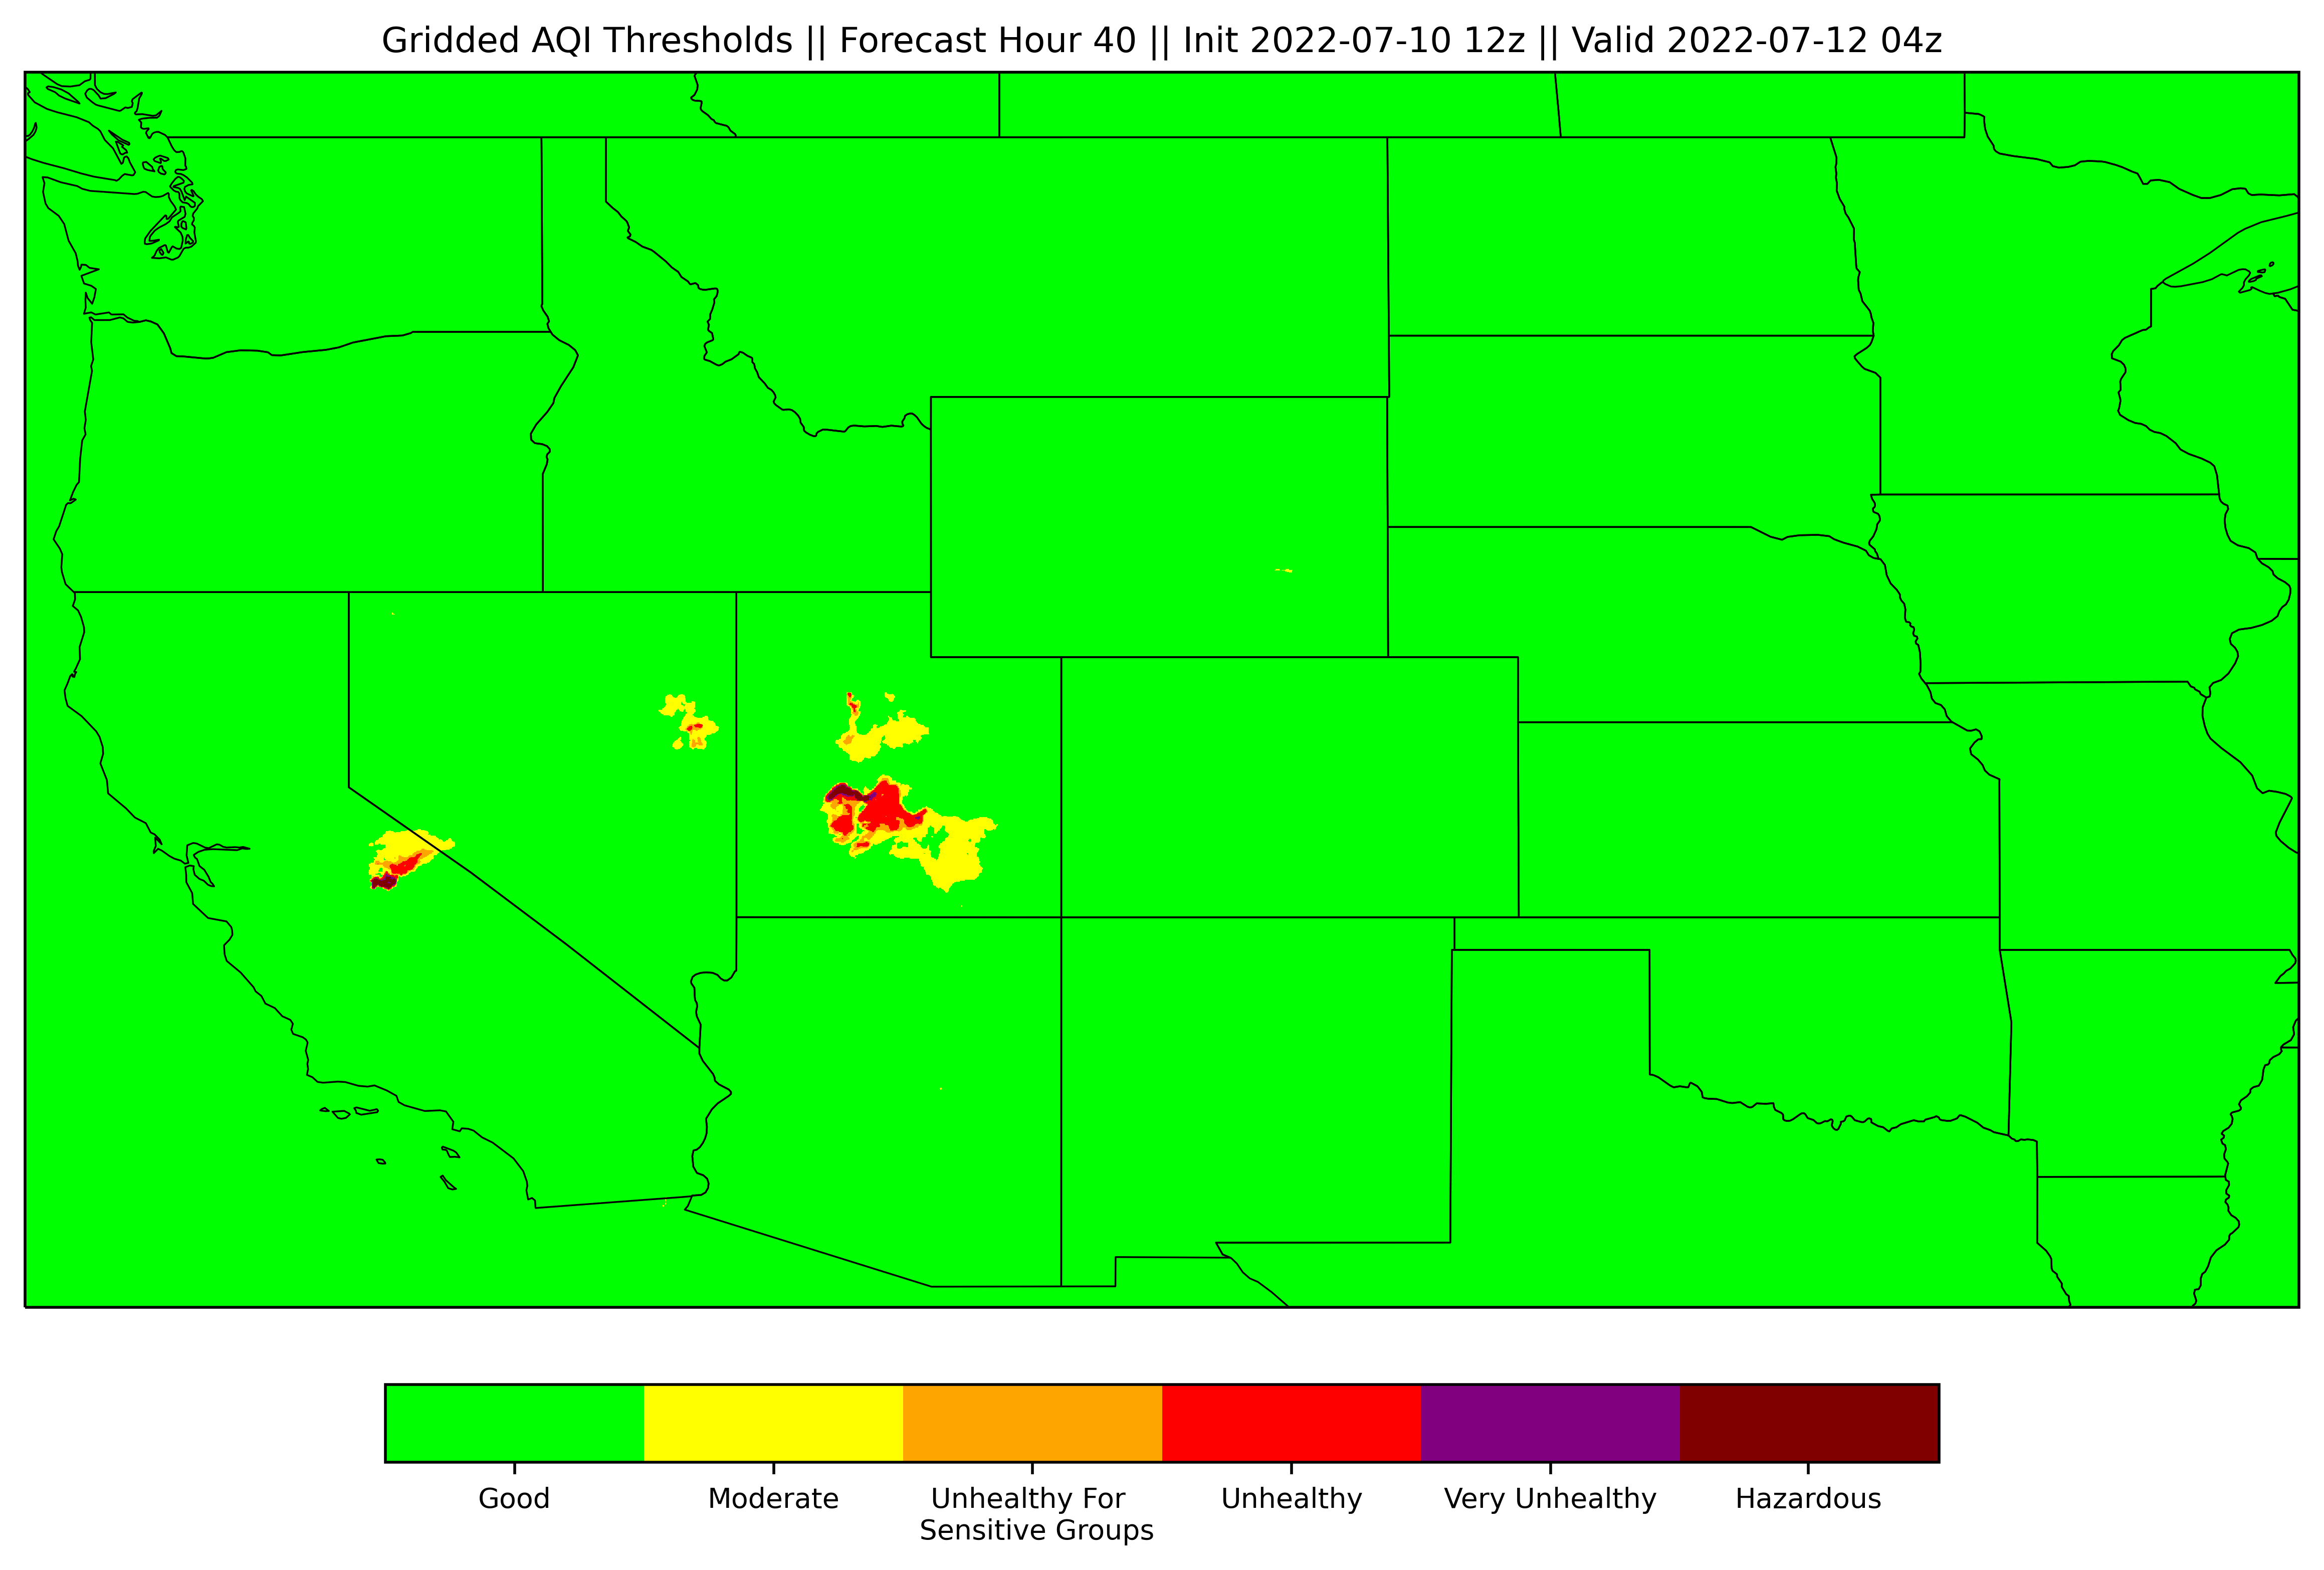 Gridded AQI Thresholds || Forecast Hour 40 || Init 2022-07-10 12z || Valid 2022-07-12 04z
Good
Moderate
Unhealthy For
Sensitive Groups
Unhealthy
Very Unhealthy
Hazardous